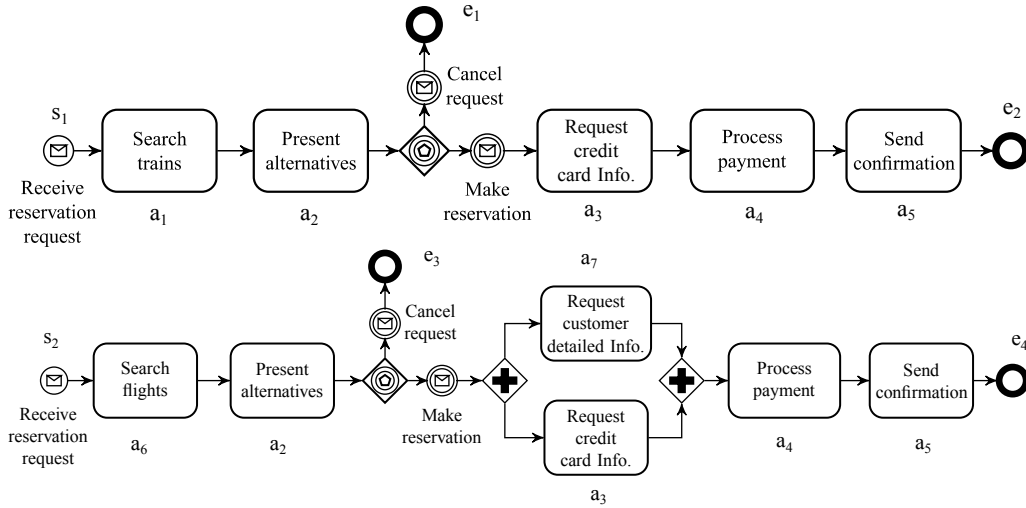 e1
Cancel
request
s1
Receive
reservation
request
Search
trains
a1
Present
alternatives
a2
Make
reservation
Request
credit
card Info.
a3
Process
payment
a4
Send
confirmation
a5
e2
e3
Cancel
request
s2
Receive
reservation
request
Search
flights
a6
Present
alternatives
a2
Make
reservation
a7
Request
customer
detailed Info.
Request
credit
card Info.
a3
Process
payment
a4
Send
confirmation
a5
e4